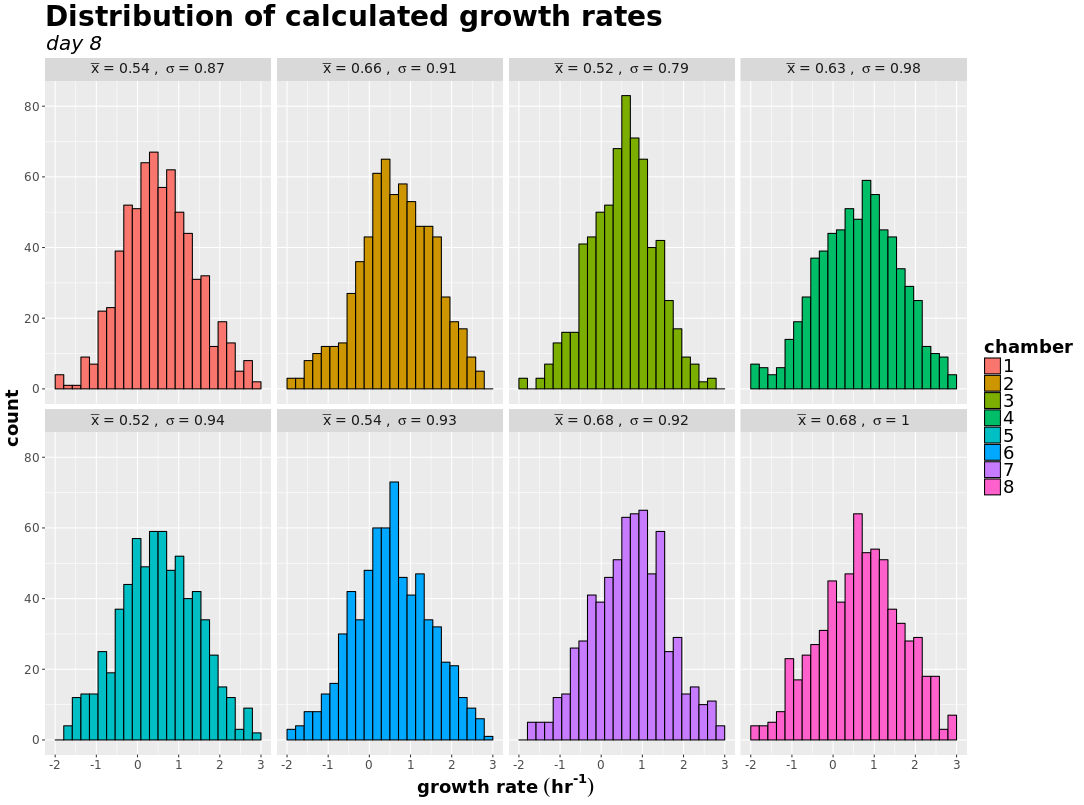 Distribution of calculated growth rates
day 8
x̅ = 0.54 , σ = 0.87
x̅ = 0.66 , σ = 0.91
x̅ = 0.52 , σ = 0.79
x̅ = 0.63 , σ = 0.98
80
60
40
20
0
x̅ = 0.52 , σ = 0.94
x̅ = 0.54 , σ = 0.93
x̅ = 0.68 , σ = 0.92
x̅ = 0.68 , σ = 1
80
60
40
20
0
-2 -1 0 1 2 3
-2 -1 0 1 2 3
-2 -1 0 1 2 3
-2 -1 0 1 2 3
count
growth rate (hr⁻¹)
chamber
1
2
3
4
5
6
7
8